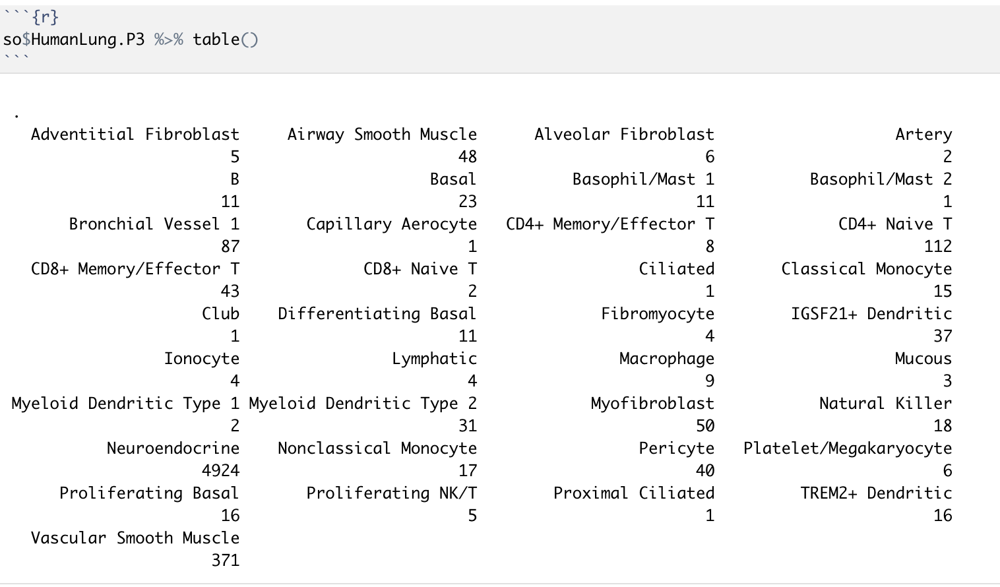 ```{r}
so$HumanLung.P3 %>% table()
```
.
Adventitial Fibroblast Airway Smooth Muscle Alveolar Fibroblast Artery
5 48 6 2
B Basal Basophil/Mast 1 Basophil/Mast 2
11 23 11 1
Bronchial Vessel 1 Capillary Aerocyte CD4+ Memory/Effector T CD4+ Naive T
87 1 8 112
CD8+ Memory/Effector T CD8+ Naive T Ciliated Classical Monocyte
43 2 1 15
Club Differentiating Basal Fibromyocyte IGSF21+ Dendritic
1 11 4 37
Ionocyte Lymphatic Macrophage Mucous
4 4 9 3
Myeloid Dendritic Type 1 Myeloid Dendritic Type 2 Myofibroblast Natural Killer
2 31 50 18
Neuroendocrine Nonclassical Monocyte Pericyte Platelet/Megakaryocyte
4924 17 40 6
Proliferating Basal Proliferating NK/T Proximal Ciliated TREM2+ Dendritic
16 5 1 16
Vascular Smooth Muscle
371